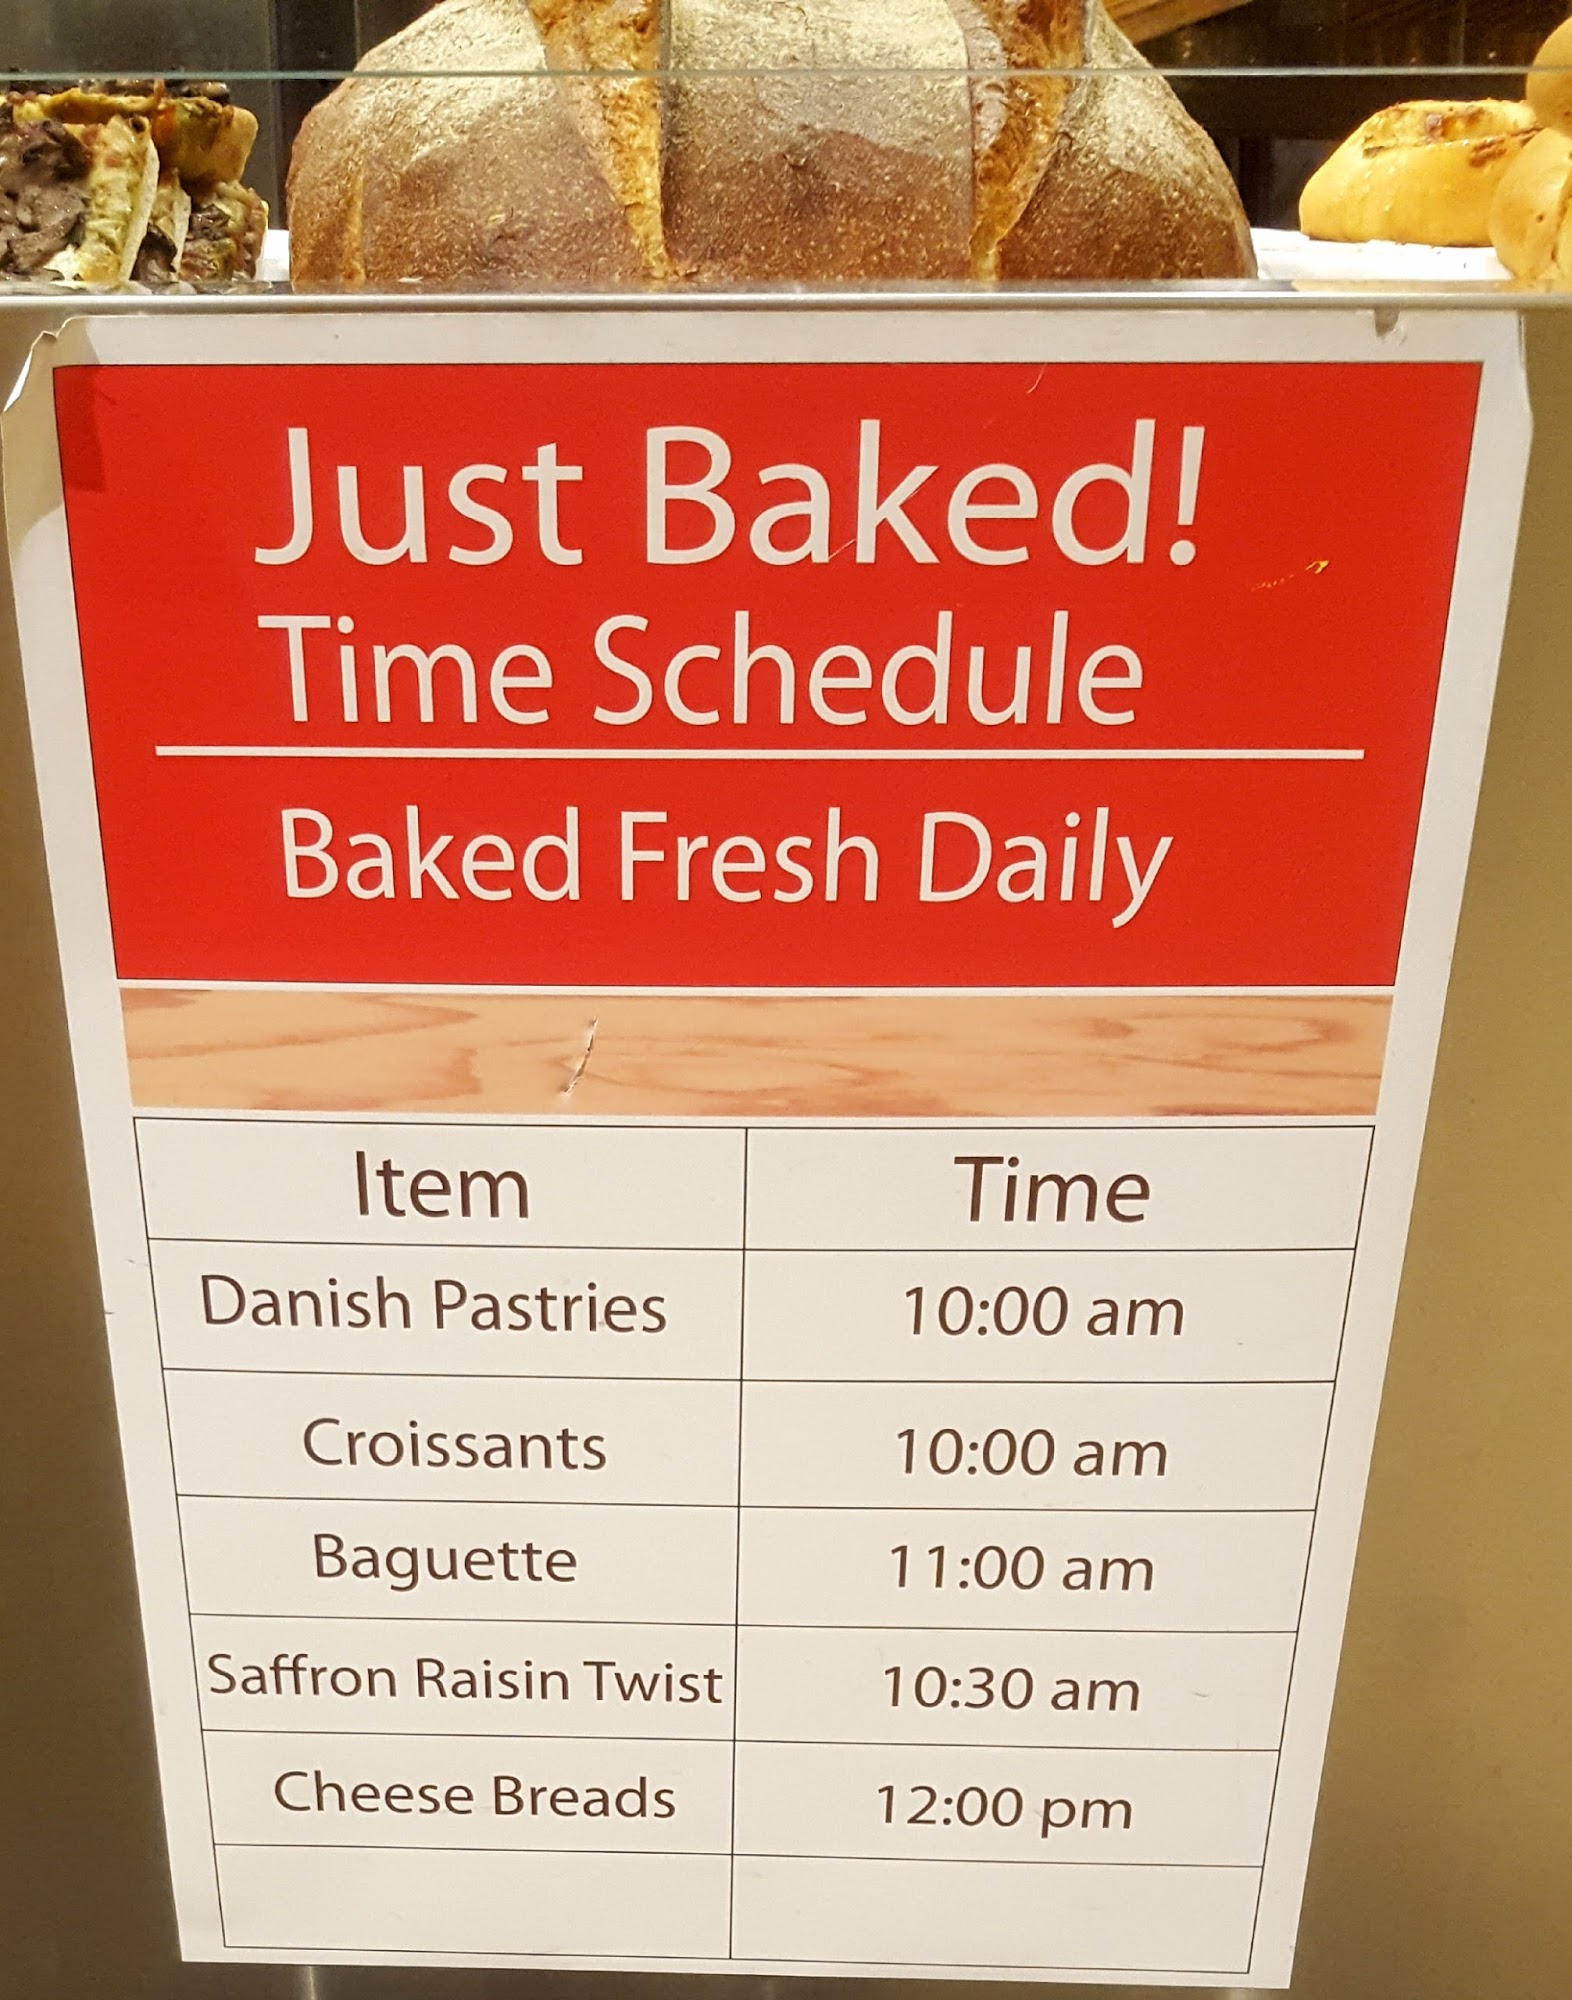 Just Baked!
Time Schedule
Baked Fresh Daily
Item Time
Danish Pastries 10:00 am
Croissants 10:00 am
Baguette 11:00 am
Saffron Raisin Twist 10:30 am
Cheese Breads 12:00 pm